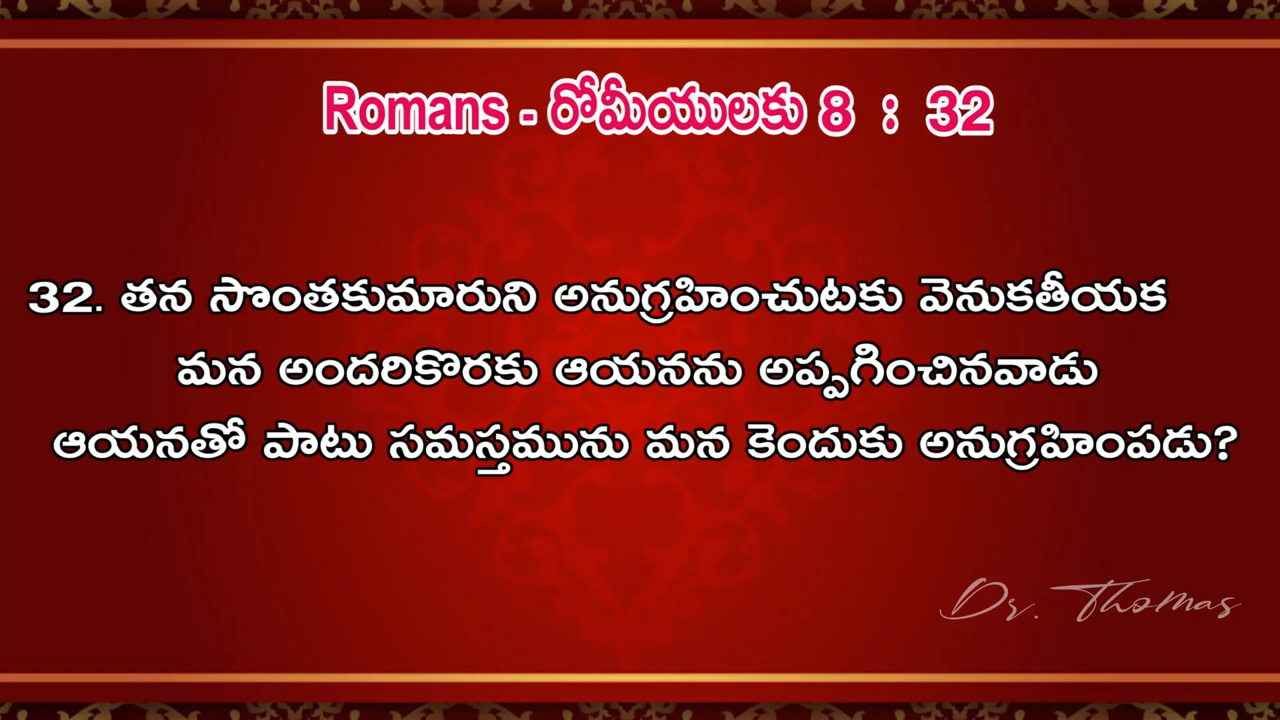 Romans - రోమీయులకు 8 : 32
32. తన సొంతకుమారుని అనుగ్రహించుటకు వెనుకతీయక
మన అందరికొరకు ఆయనను అప్పగించినవాడు
ఆయనతో పాటు సమస్తమును మన కెందుకు అనుగ్రహింపడు?
Dr. Thomas